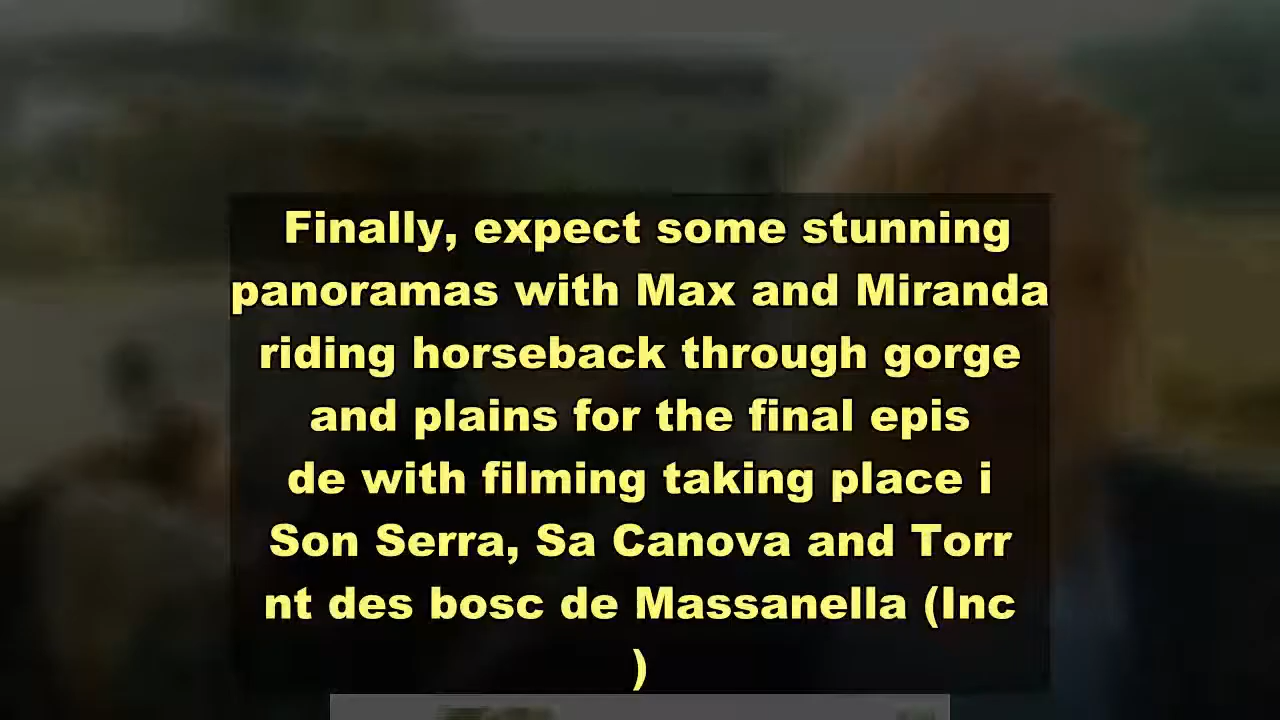 Finally, expect some stunning
panoramas with Max and Miranda
riding horseback through gorge
and plains for the final epis
de with filming taking place i
Son Serra, Sa Canova and Torr
nt des bosc de Massanella (Inc
)